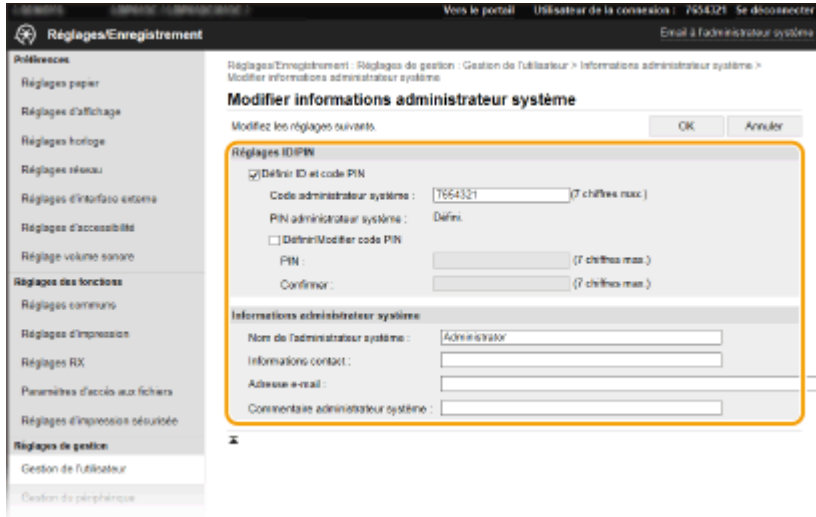 Vers le portail Utilisateur de la connexion : 7654321 Se déconnecter
Réglages/Enregistrement
Email à l'administrateur système
Préférences
Réglages papier
Réglages d'affichage
Réglages horloge
Réglages réseau
Réglages d'interface externe
Réglages d'accessibilité
Réglage volume sonore
Réglages des fonctions
Réglages communs
Réglages d'impression
Réglages RX
Paramètres d'accès aux fichiers
Réglages d'impression sécurisée
Réglages de gestion
Gestion de l'utilisateur
Gestion du périphérique
Réglages/Enregistrement : Réglages de gestion : Gestion de l'utilisateur > Informations administrateur système >
Modifier informations administrateur système
Modifier informations administrateur système
Modifiez les réglages suivants.
OK
Annuler
Réglages ID/PIN
Définir ID et code PIN
Code administrateur système : 7654321 (7 chiffres max.)
PIN administrateur système : Défini.
Définir/Modifier code PIN
PIN : (7 chiffres max.)
Confirmer : (7 chiffres max.)
Informations administrateur système
Nom de l'administrateur système : Administrator
Informations contact :
Adresse e-mail :
Commentaire administrateur système :